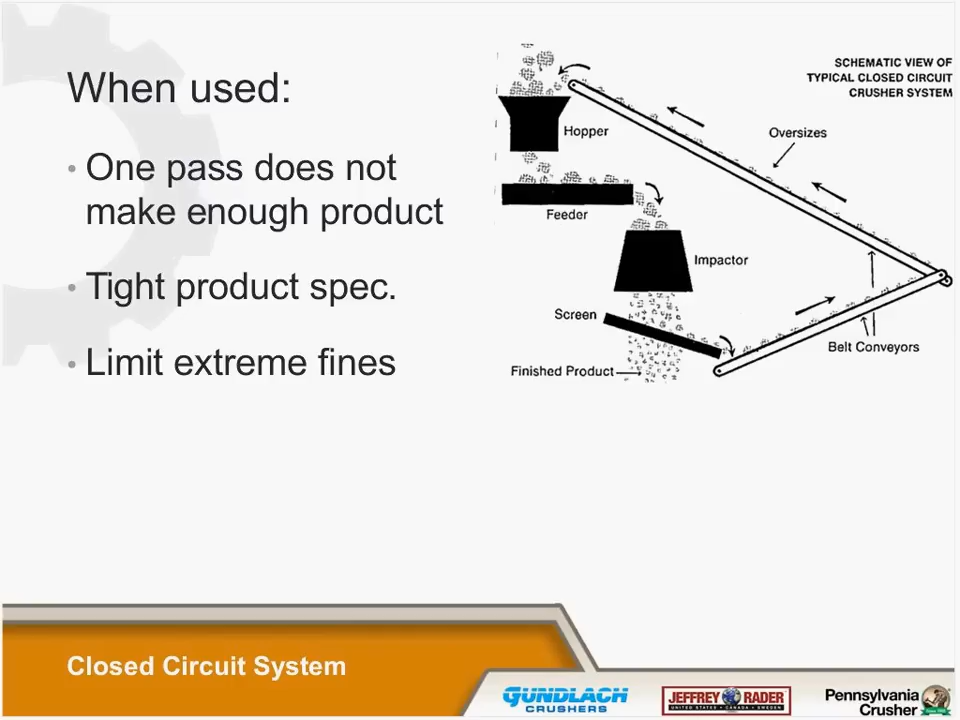 When used:
• One pass does not
make enough product
• Tight product spec.
• Limit extreme fines
SCHEMATIC VIEW OF
TYPICAL CLOSED CIRCUIT
CRUSHER SYSTEM
Hopper
Oversizes
Feeder
Impactor
Screen
Belt Conveyors
Finished Product
Closed Circuit System
GUNDLACH
CRUSHERS
JEFFREY RADER
UNITED STATES • CANADA • SWEDEN
Pennsylvania
Crusher